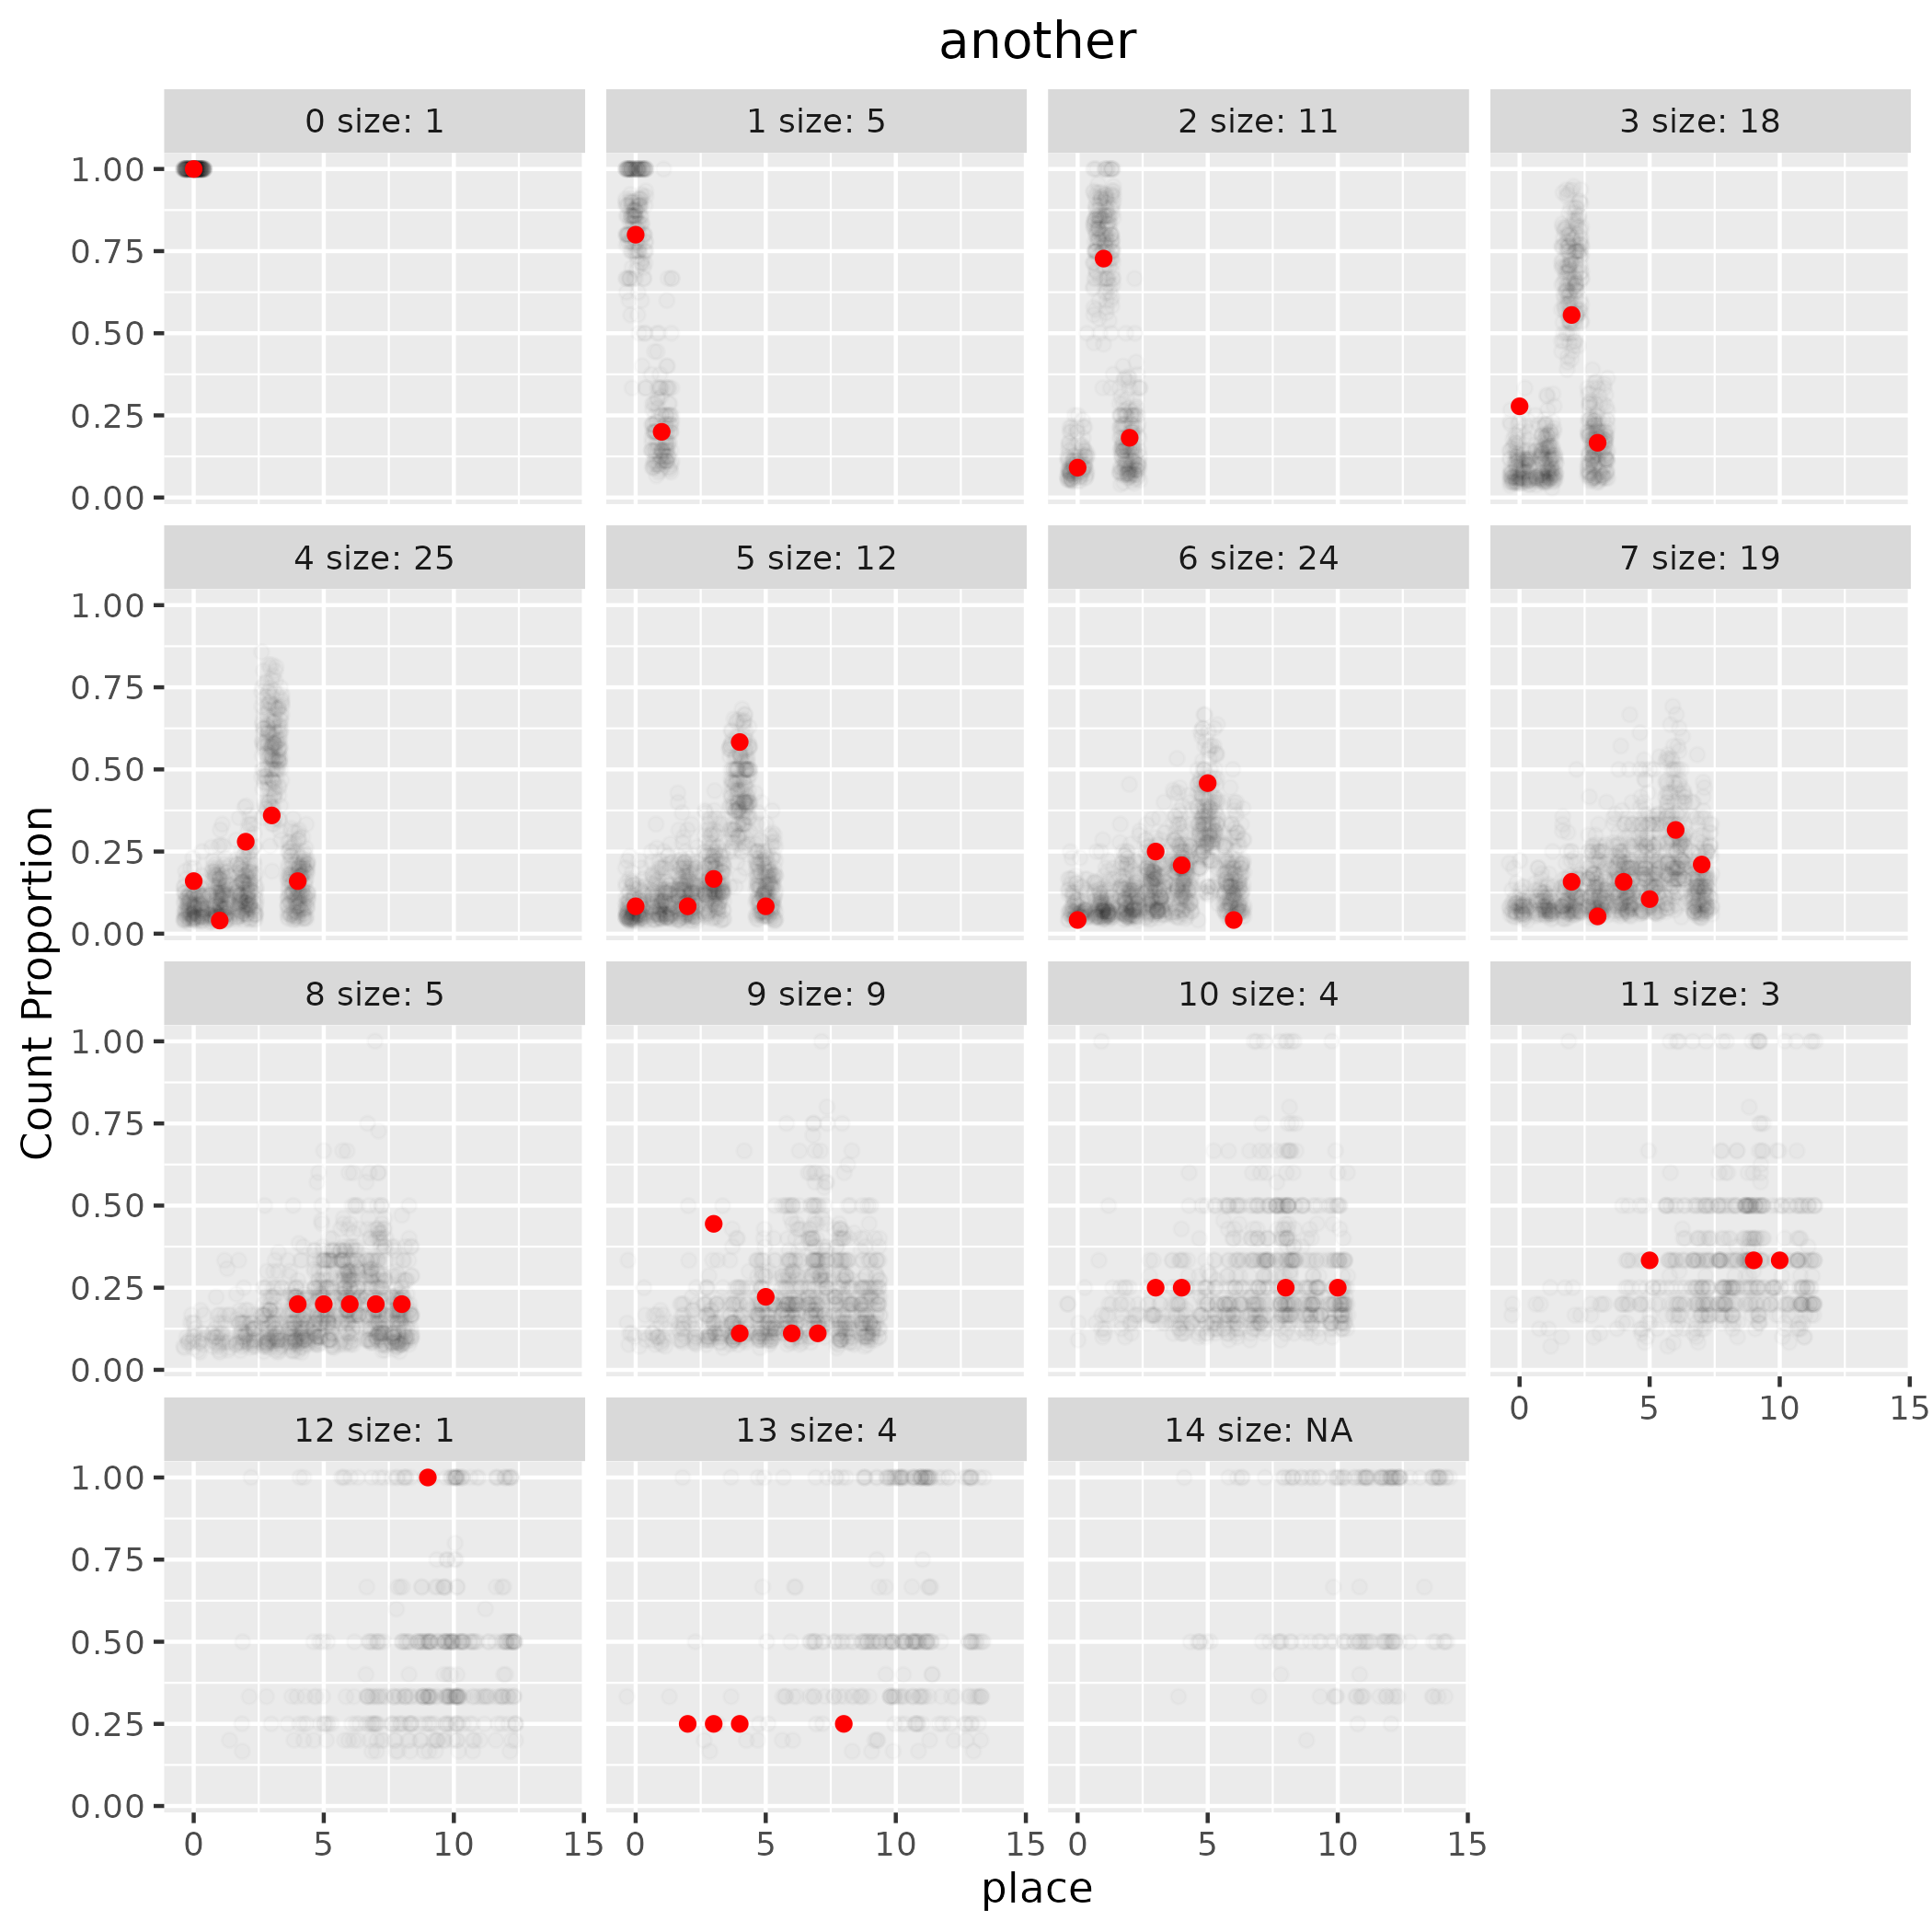 another
0 size: 1
1 size: 5
2 size: 11
3 size: 18
1.00
0.75
0.50
0.25
0.00
4 size: 25
5 size: 12
6 size: 24
7 size: 19
1.00
0.75
0.50
0.25
0.00
Count Proportion
8 size: 5
9 size: 9
10 size: 4
11 size: 3
1.00
0.75
0.50
0.25
0.00
0 5 10 15
12 size: 1
13 size: 4
14 size: NA
1.00
0.75
0.50
0.25
0.00
0 5 10 15
0 5 10 15
0 5 10 15
place